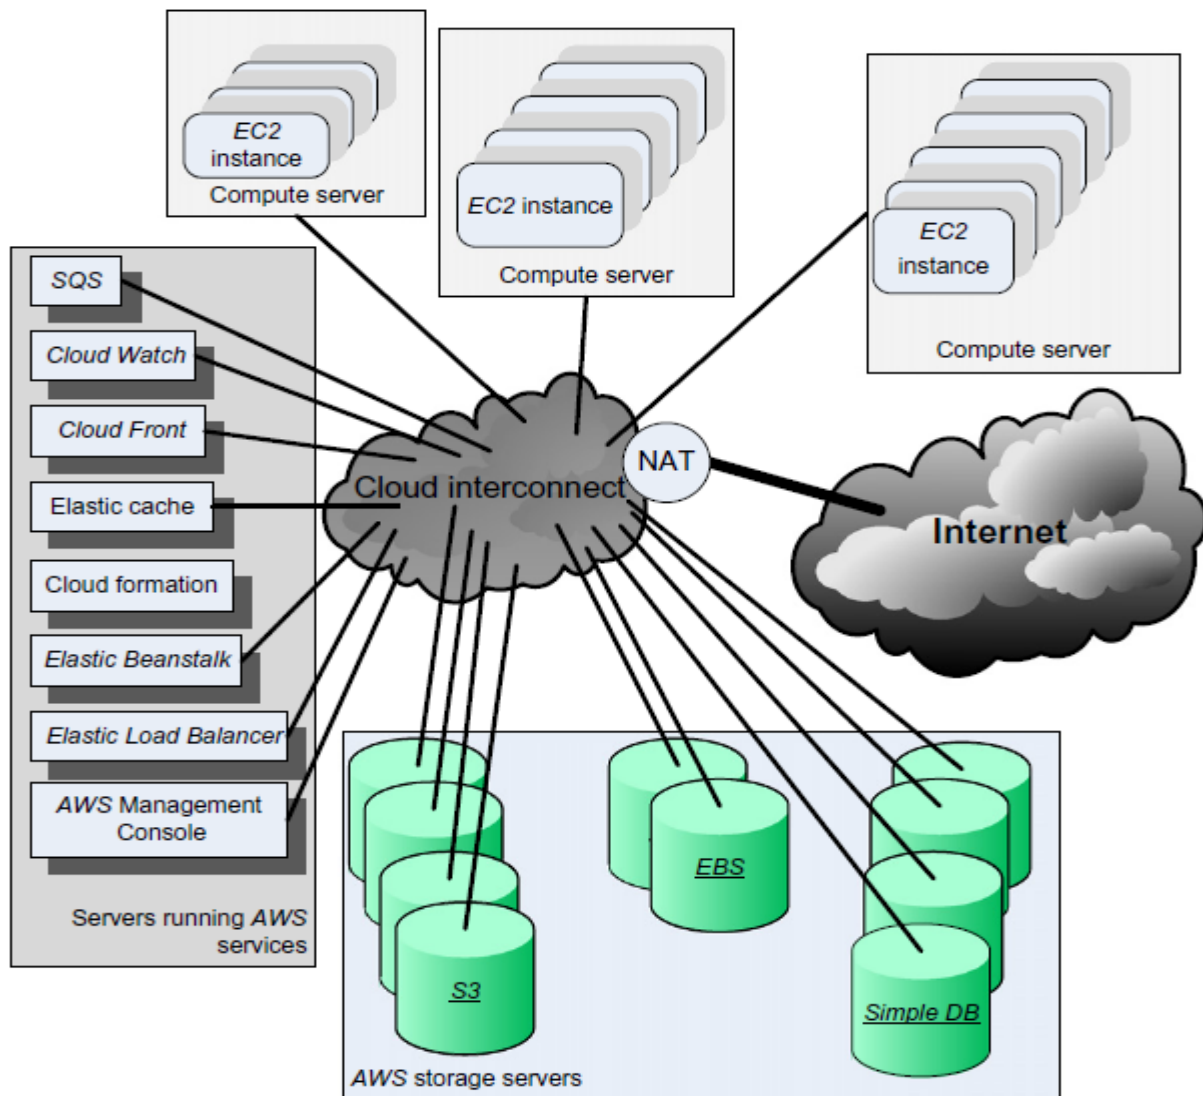 EC2
instance
Compute server
EC2 instance
Compute server
EC2
instance
Compute server
SQS
Cloud Watch
Cloud Front
Elastic cache
Cloud formation
Elastic Beanstalk
Elastic Load Balancer
AWS Management
Console
Servers running AWS
services
Cloud interconnect
NAT
Internet
S3
EBS
Simple DB
AWS storage servers